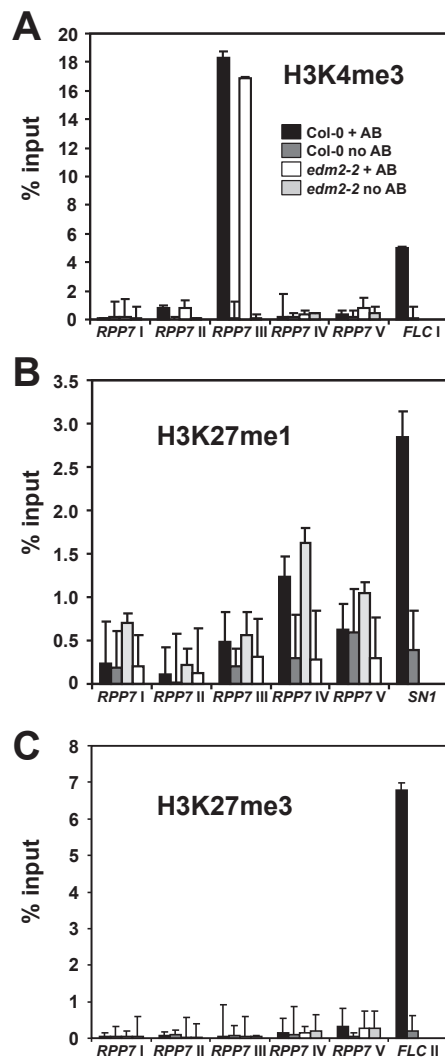 A
H3K4me3
Col-0 + AB
Col-0 no AB
edm2-2 + AB
edm2-2 no AB
% input
20
18
16
14
12
10
8
6
4
2
0
RPP7 I RPP7 II RPP7 III RPP7 IV RPP7 V FLC I
B
H3K27me1
% input
3.5
3.0
2.5
2.0
1.5
1.0
0.5
0
RPP7 I RPP7 II RPP7 III RPP7 IV RPP7 V SN1
C
H3K27me3
% input
8
7
6
5
4
3
2
1
0
RPP7 I RPP7 II RPP7 III RPP7 IV RPP7 V FLC II